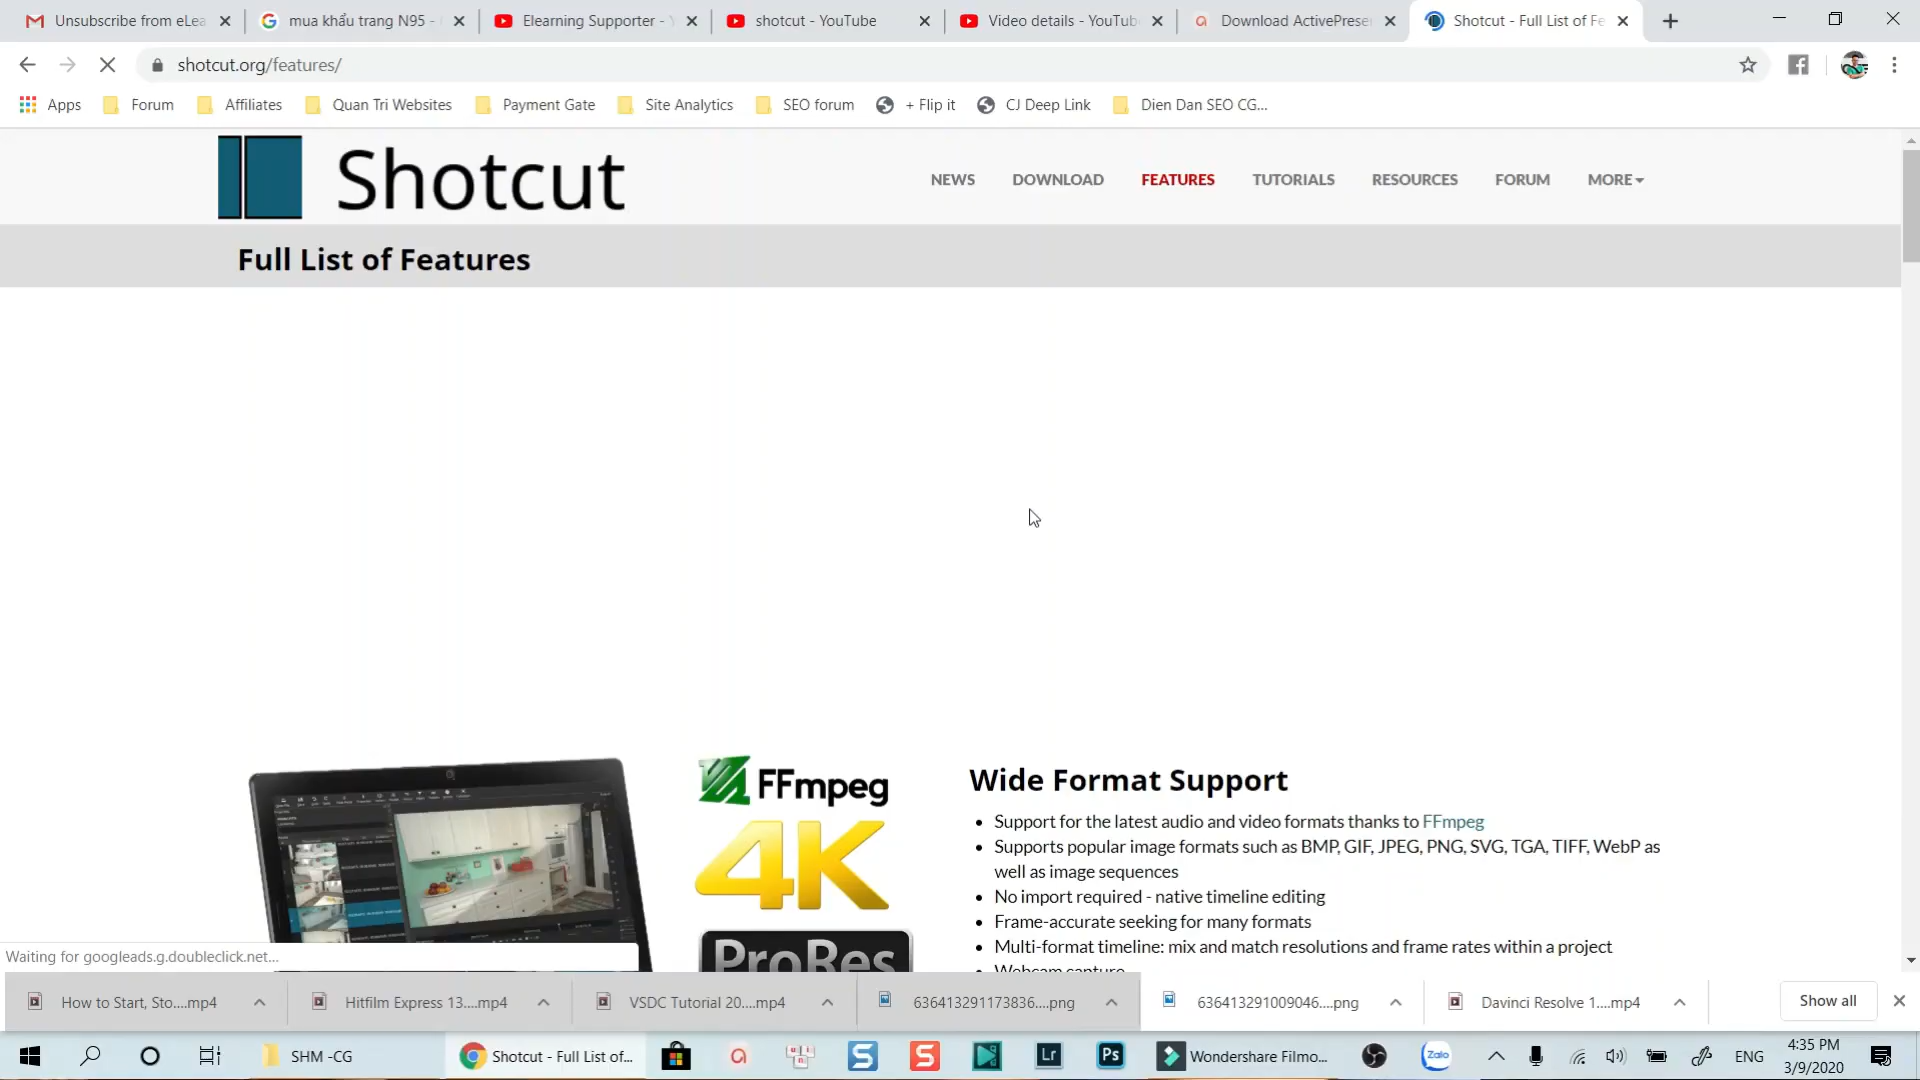 Unsubscribe from eLea
mua khẩu trang N95 -
Elearning Supporter -
shotcut - YouTube
Video details - YouTub
Download ActivePrese
Shotcut - Full List of Fe
shotcut.org/features/
Apps
Forum
Affiliates
Quan Tri Websites
Payment Gate
Site Analytics
SEO forum
+ Flip it
CJ Deep Link
Dien Dan SEO CG...
Shotcut
NEWS
DOWNLOAD
FEATURES
TUTORIALS
RESOURCES
FORUM
MORE
Full List of Features
FFmpeg
4K
ProRes
Wide Format Support
Support for the latest audio and video formats thanks to FFmpeg
Supports popular image formats such as BMP, GIF, JPEG, PNG, SVG, TGA, TIFF, WebP as
well as image sequences
No import required - native timeline editing
Frame-accurate seeking for many formats
Multi-format timeline: mix and match resolutions and frame rates within a project
Webcam capture
Waiting for googleads.g.doubleclick.net...
How to Start, Sto....mp4
Hitfilm Express 13....mp4
VSDC Tutorial 20....mp4
636413291173836....png
636413291009046....png
Davinci Resolve 1....mp4
Show all
SHM -CG
Shotcut - Full List of...
Lr
Ps
Wondershare Filmo...
Zalo
ENG
4:35 PM
3/9/2020